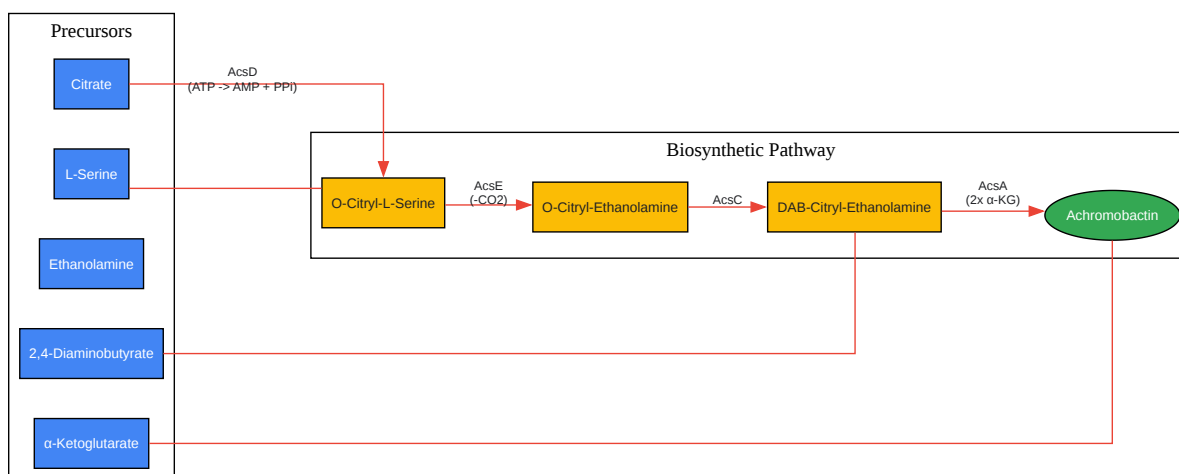 Precursors
Citrate
L-Serine
Ethanolamine
2,4-Diaminobutyrate
α-Ketoglutarate
AcsD
(ATP -> AMP + PPi)
Biosynthetic Pathway
O-Citryl-L-Serine
AcsE
(-CO2)
O-Citryl-Ethanolamine
AcsC
DAB-Citryl-Ethanolamine
AcsA
(2x α-KG)
Achromobactin